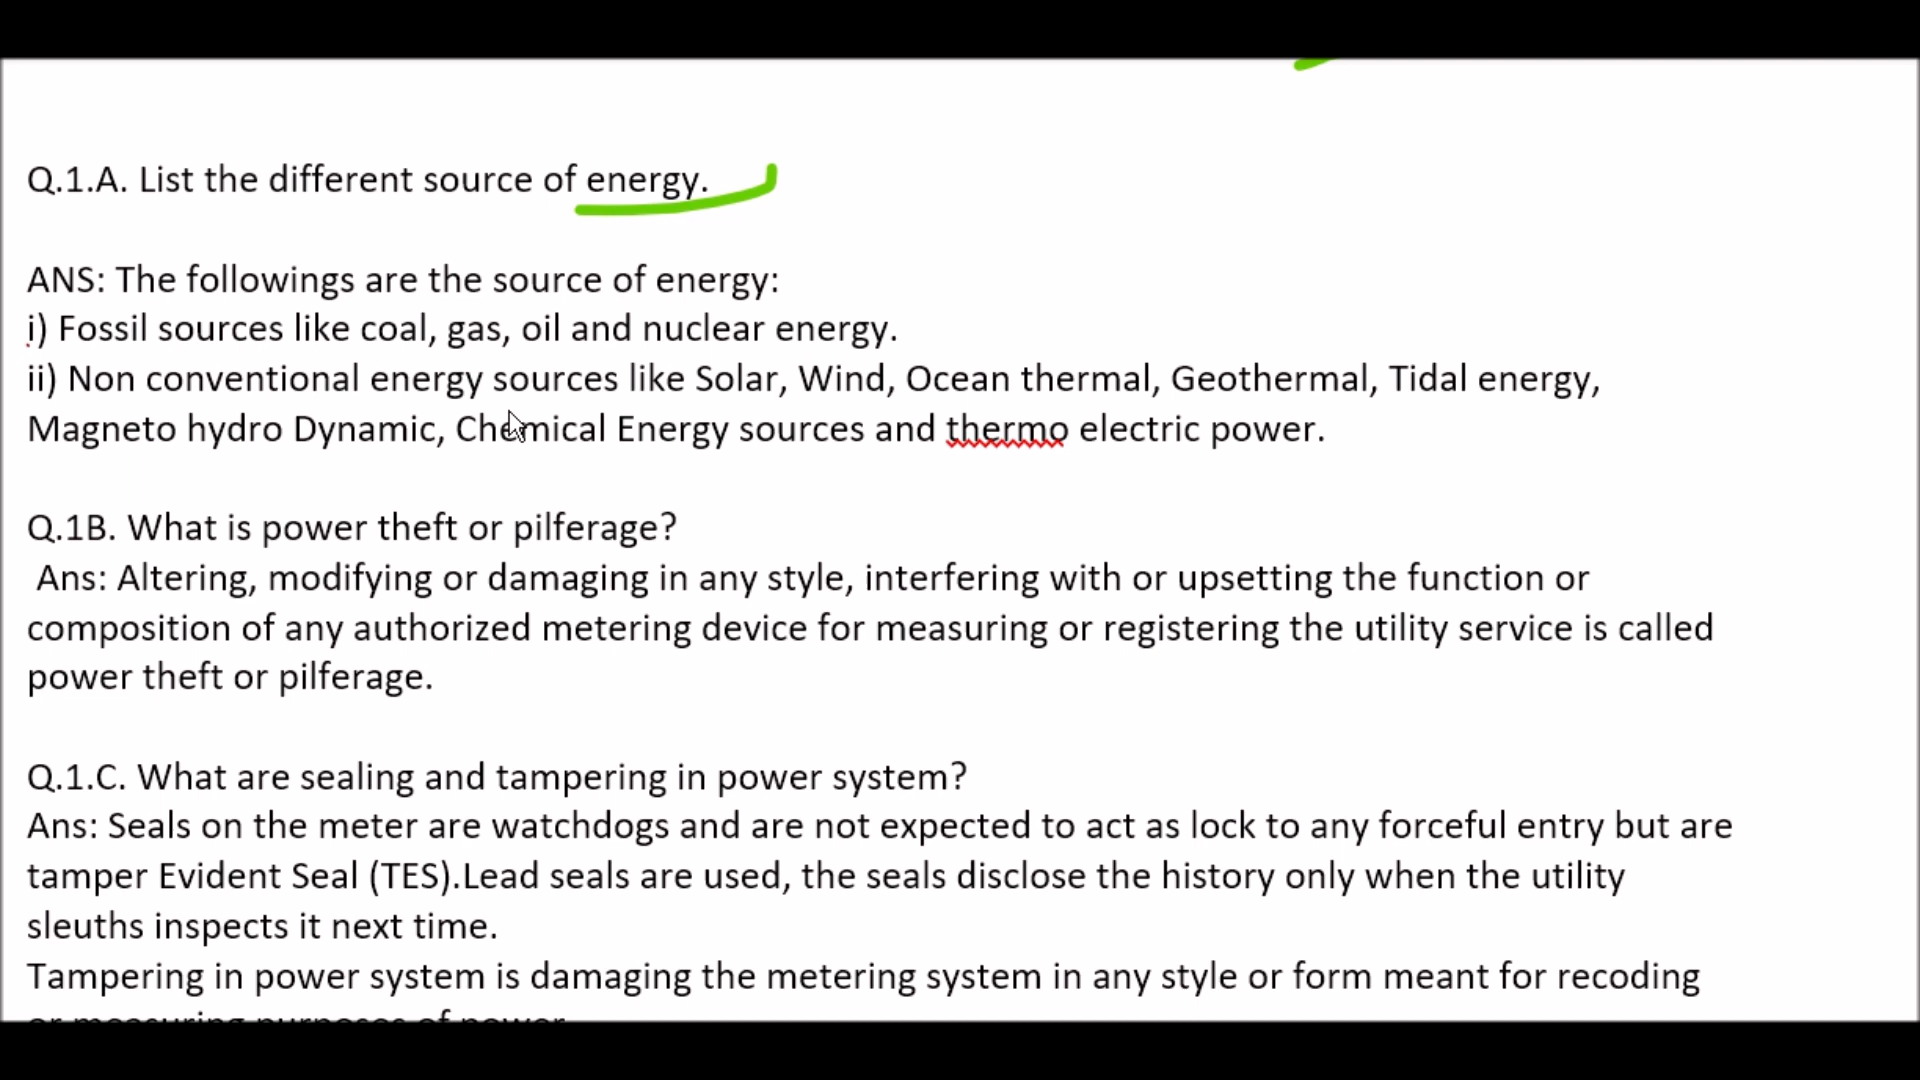 Q.1.A. List the different source of energy.
ANS: The followings are the source of energy:
i) Fossil sources like coal, gas, oil and nuclear energy.
ii) Non conventional energy sources like Solar, Wind, Ocean thermal, Geothermal, Tidal energy,
Magneto hydro Dynamic, Chemical Energy sources and thermo electric power.
Q.1B. What is power theft or pilferage?
Ans: Altering, modifying or damaging in any style, interfering with or upsetting the function or
composition of any authorized metering device for measuring or registering the utility service is called
power theft or pilferage.
Q.1.C. What are sealing and tampering in power system?
Ans: Seals on the meter are watchdogs and are not expected to act as lock to any forceful entry but are
tamper Evident Seal (TES).Lead seals are used, the seals disclose the history only when the utility
sleuths inspects it next time.
Tampering in power system is damaging the metering system in any style or form meant for recoding
or measuring purposes of power